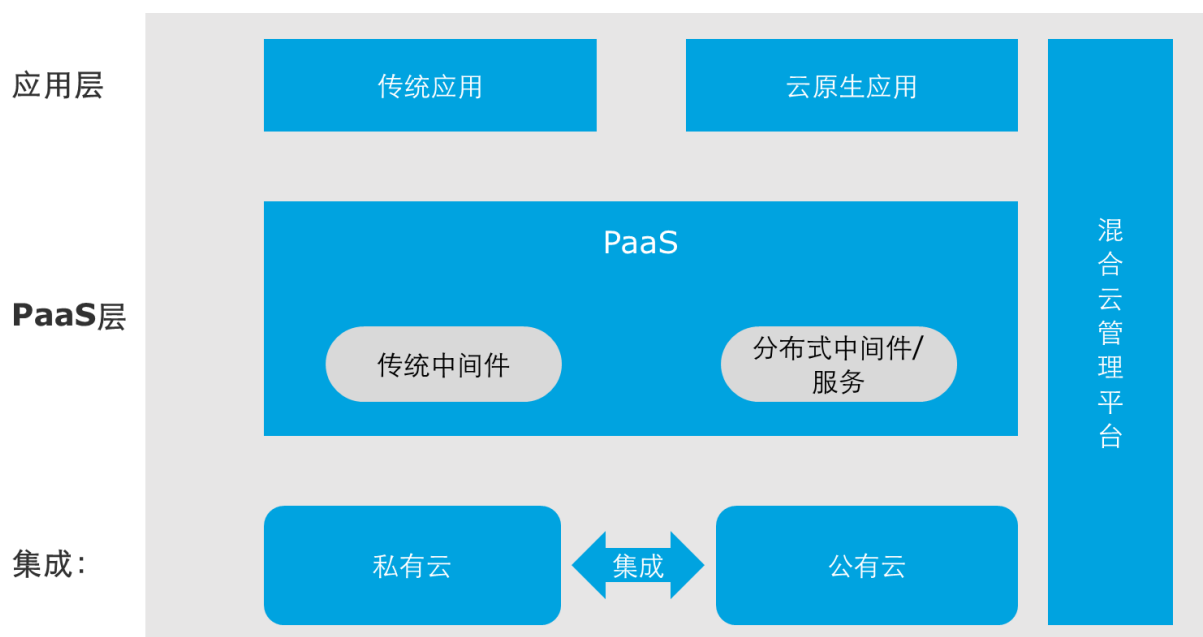 应用层
传统应用
云原生应用
PaaS层
PaaS
传统中间件
分布式中间件/
服务
集成：
私有云
集成
公有云
混
合
云
管
理
平
台